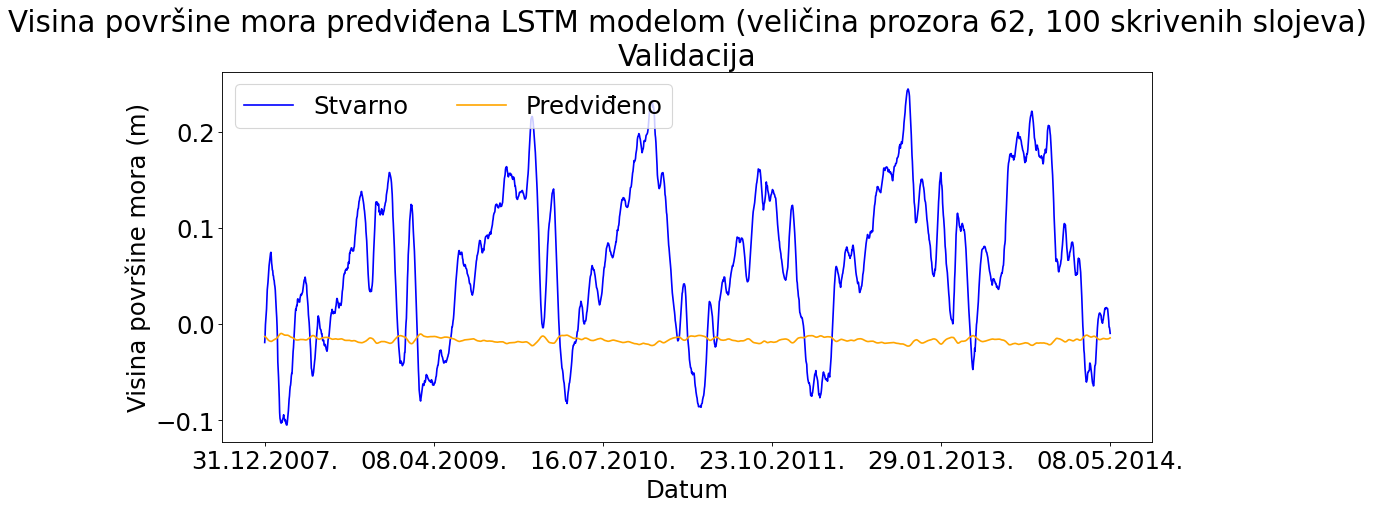 Visina površine mora predviđena LSTM modelom (veličina prozora 62, 100 skrivenih slojeva)
Validacija
Stvarno Predviđeno
Visina površine mora (m)
0.2
0.1
0.0
−0.1
31.12.2007. 08.04.2009. 16.07.2010. 23.10.2011. 29.01.2013. 08.05.2014.
Datum